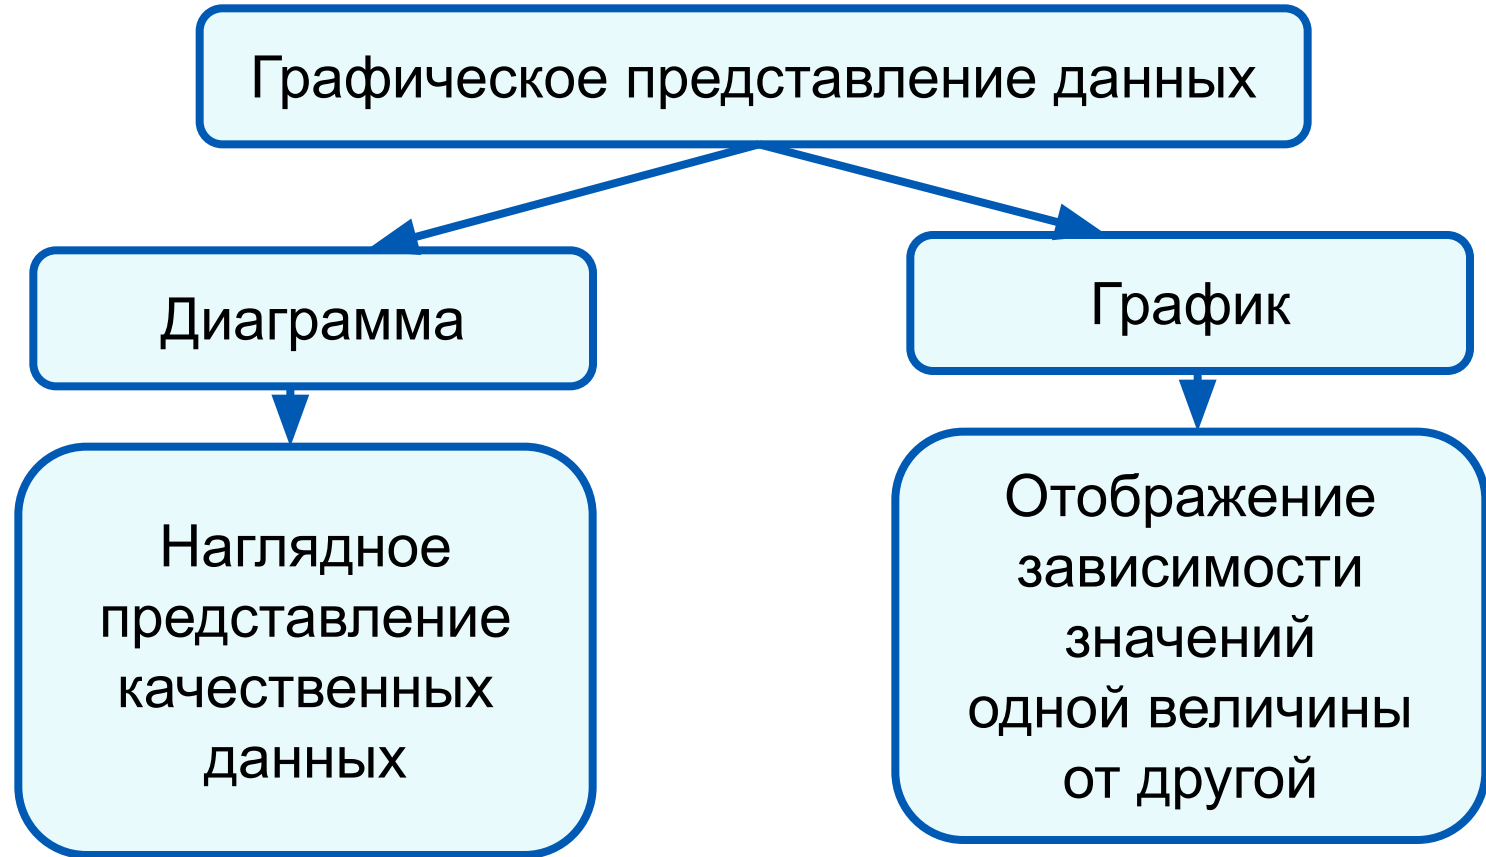 Графическое представление данных
Диаграмма
График
Наглядное
представление
качественных
данных
Отображение
зависимости
значений
одной величины
от другой